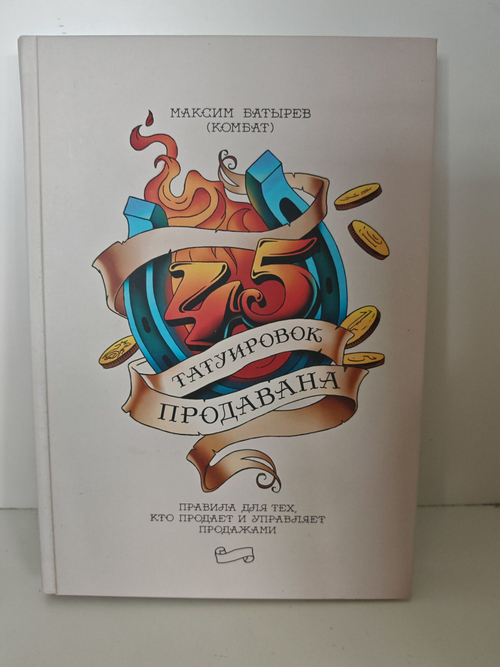 МАКСИМ БАТЫРЕВ
(КОМБАТ)
45
ТАТУИРОВОК
ПРОДАВАНА
ПРАВИЛА ДЛЯ ТЕХ,
КТО ПРОДАЕТ И УПРАВЛЯЕТ
ПРОДАЖАМИ